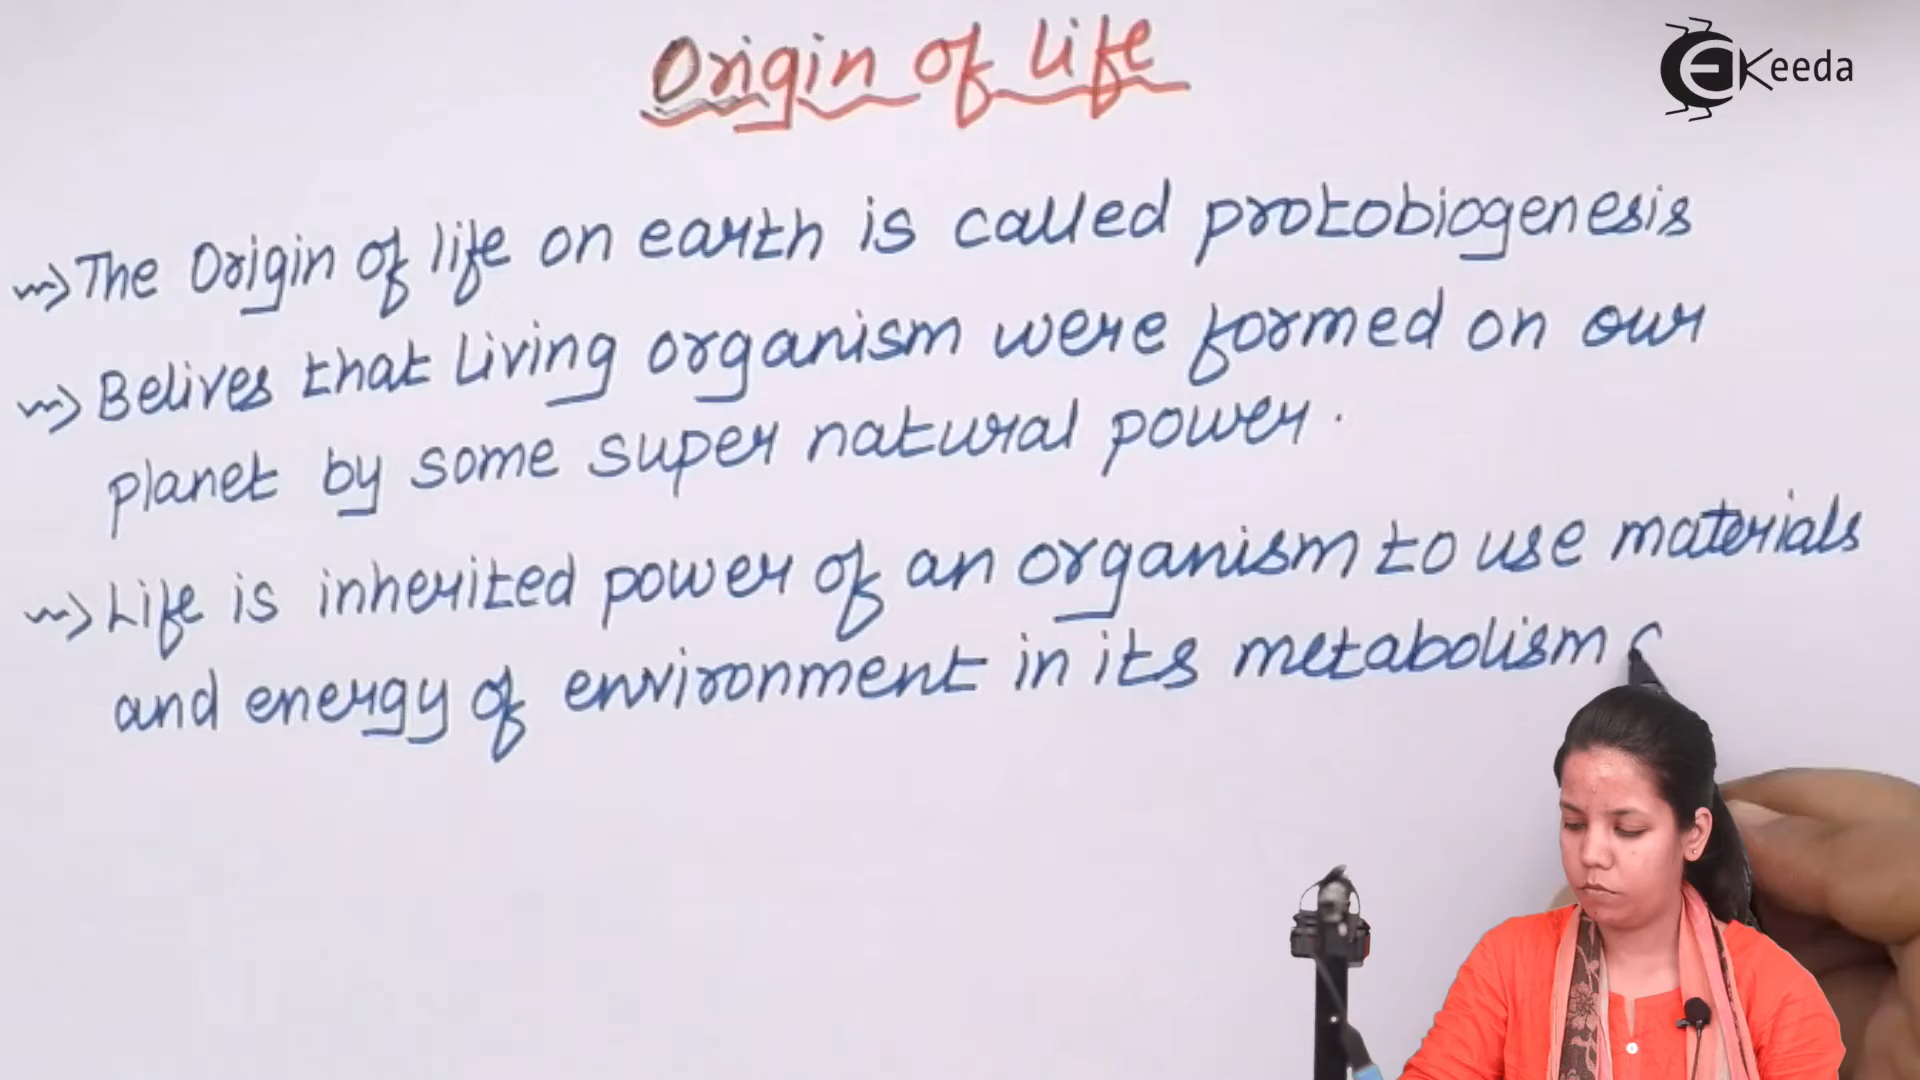 Origin of life
EKeeda
The Origin of life on earth is called protobiogenesis
Belives that Living organism were formed on our
planet by some super natural power.
Life is inherited power of an organism to use materials
and energy of environment in its metabolism